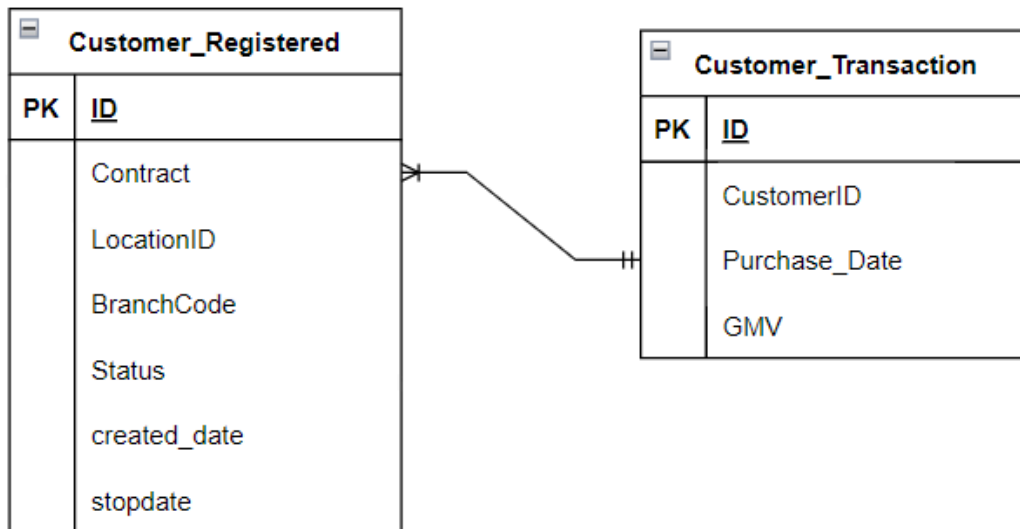 Customer_Registered
PK ID
Contract
LocationID
BranchCode
Status
created_date
stopdate
Customer_Transaction
PK ID
CustomerID
Purchase_Date
GMV